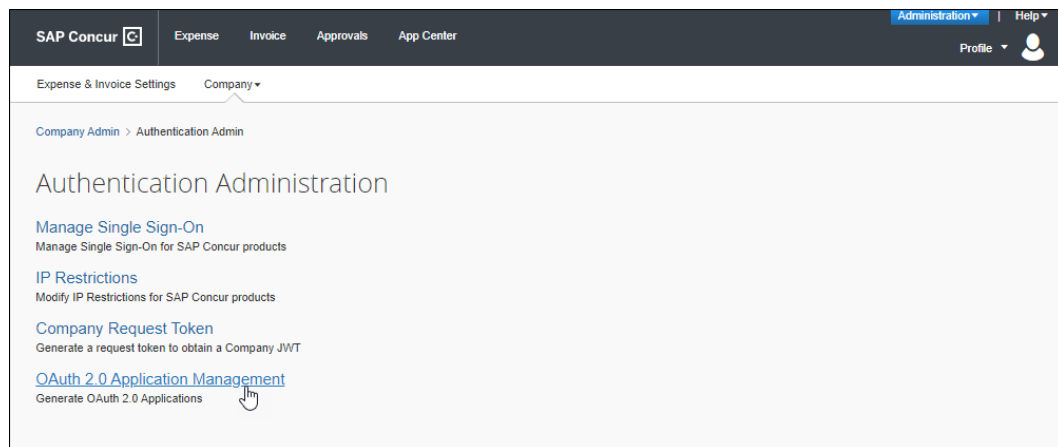 Administration ▾ | Help ▾
SAP Concur C Expense Invoice Approvals App Center
Profile ▾
Expense & Invoice Settings Company ▾
Company Admin > Authentication Admin
Authentication Administration
Manage Single Sign-On
Manage Single Sign-On for SAP Concur products
IP Restrictions
Modify IP Restrictions for SAP Concur products
Company Request Token
Generate a request token to obtain a Company JWT
OAuth 2.0 Application Management
Generate OAuth 2.0 Applications